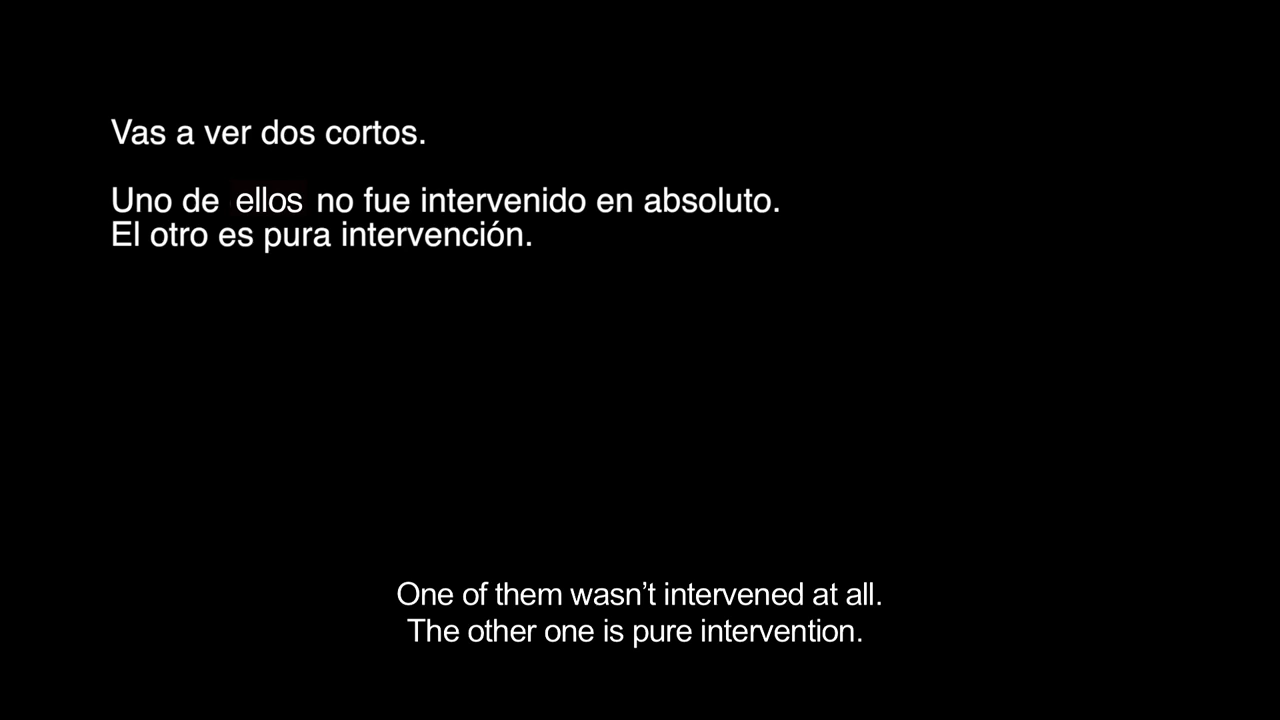 Vas a ver dos cortos.
Uno de ellos no fue intervenido en absoluto.
El otro es pura intervención.
One of them wasn’t intervened at all.
The other one is pure intervention.